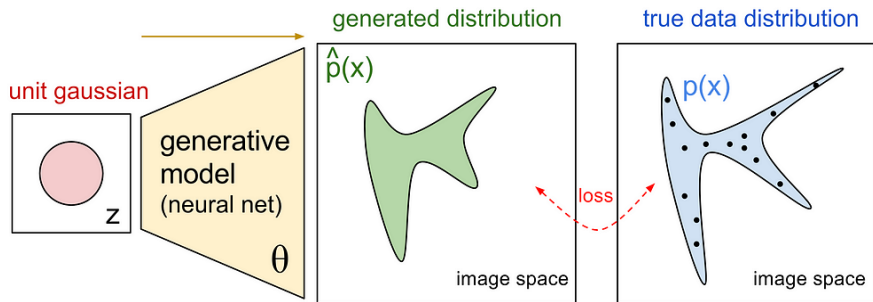 unit gaussian
z
generative
model
(neural net)
θ
generated distribution
p̂(x)
image space
loss
true data distribution
p(x)
image space